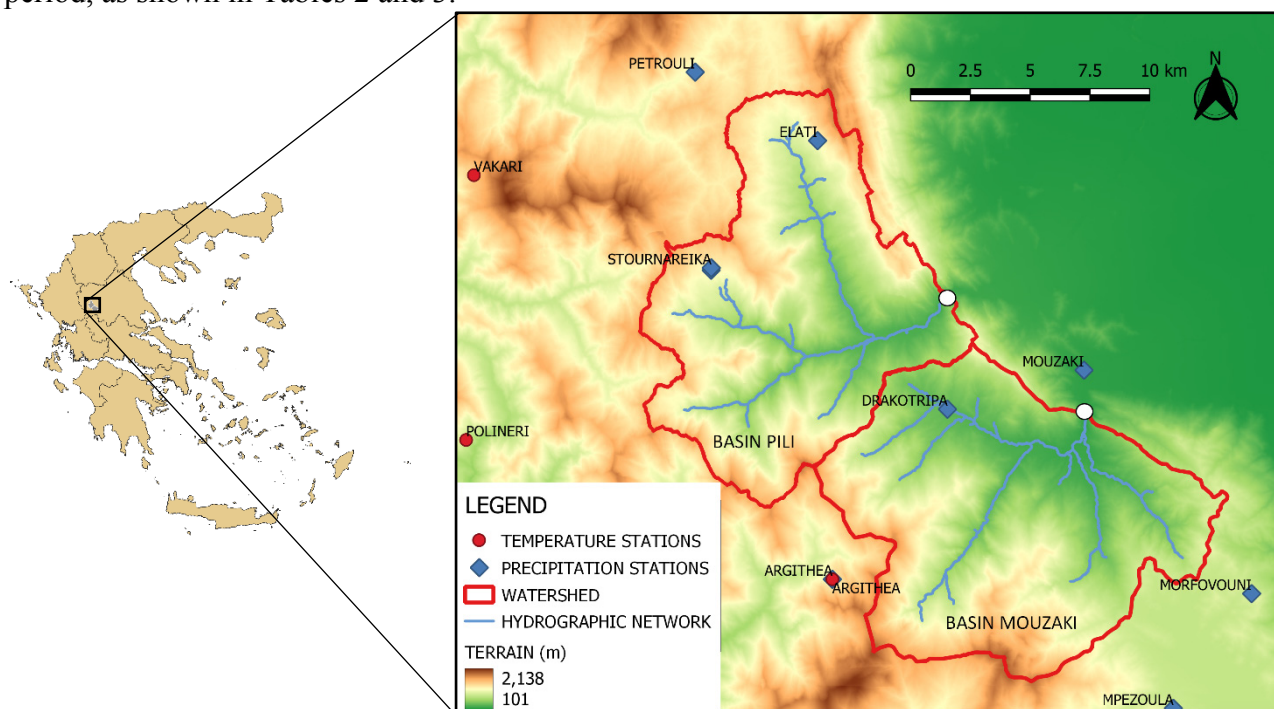 period, as shown in Tables 2 and 3.
PETROULI
0 2.5 5 7.5 10 km
N
ELATI
VAKARI
STOURNAREIKA
MOUZAKI
DRAKOTRIPA
POLINERI
BASIN PILI
LEGEND
TEMPERATURE STATIONS
PRECIPITATION STATIONS
WATERSHED
HYDROGRAPHIC NETWORK
TERRAIN (m)
2,138
101
ARGITHEA
ARGITHEA
MORFOVOUNI
BASIN MOUZAKI
MPEZOULA